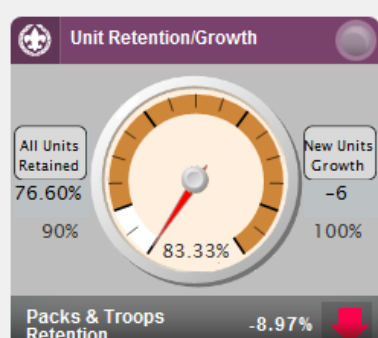 Unit Retention/Growth
All Units
Retained
76.60%
90%
New Units
Growth
-6
100%
83.33%
Packs & Troops
Retention
-8.97%